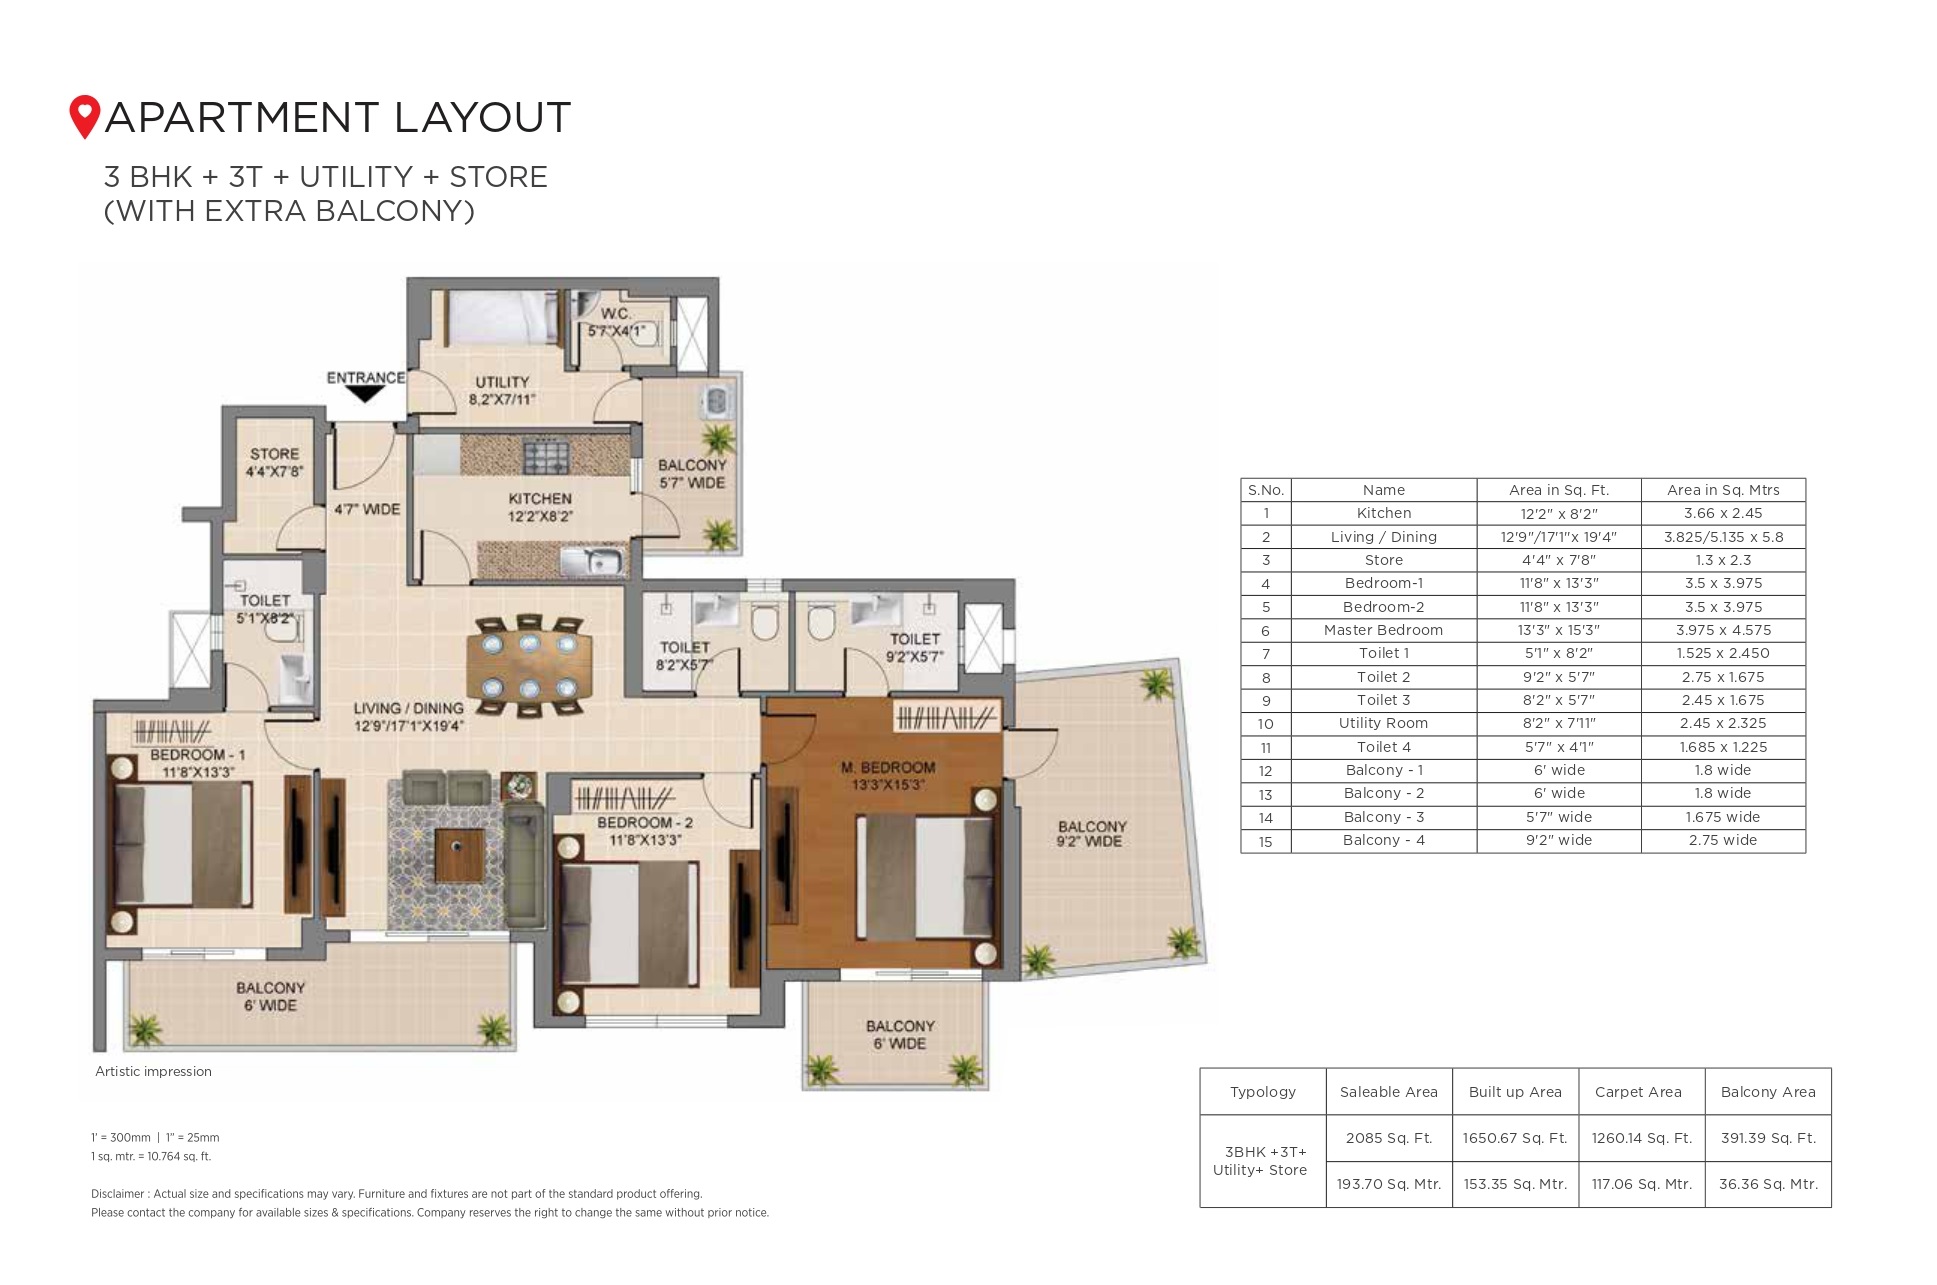 APARTMENT LAYOUT
3 BHK + 3T + UTILITY + STORE
(WITH EXTRA BALCONY)
W.C.
5'7"X4'1"
ENTRANCE
UTILITY
8,2"X7/11"
STORE
4'4"X7'8"
BALCONY
5'7" WIDE
KITCHEN
12'2"X8'2"
4'7" WIDE
TOILET
5'1"X8'2"
TOILET
8'2"X5'7"
TOILET
9'2"X5'7"
LIVING / DINING
12'9"/17'1"X19'4"
BEDROOM - 1
11'8"X13'3"
M. BEDROOM
13'3"X15'3"
BEDROOM - 2
11'8"X13'3"
BALCONY
9'2" WIDE
BALCONY
6' WIDE
BALCONY
6' WIDE
Artistic impression
S.No. Name Area in Sq. Ft. Area in Sq. Mtrs
1 Kitchen 12'2" x 8'2" 3.66 x 2.45
2 Living / Dining 12'9"/17'1"x 19'4" 3.825/5.135 x 5.8
3 Store 4'4" x 7'8" 1.3 x 2.3
4 Bedroom-1 11'8" x 13'3" 3.5 x 3.975
5 Bedroom-2 11'8" x 13'3" 3.5 x 3.975
6 Master Bedroom 13'3" x 15'3" 3.975 x 4.575
7 Toilet 1 5'1" x 8'2" 1.525 x 2.450
8 Toilet 2 9'2" x 5'7" 2.75 x 1.675
9 Toilet 3 8'2" x 5'7" 2.45 x 1.675
10 Utility Room 8'2" x 7'11" 2.45 x 2.325
11 Toilet 4 5'7" x 4'1" 1.685 x 1.225
12 Balcony - 1 6' wide 1.8 wide
13 Balcony - 2 6' wide 1.8 wide
14 Balcony - 3 5'7" wide 1.675 wide
15 Balcony - 4 9'2" wide 2.75 wide
Typology Saleable Area Built up Area Carpet Area Balcony Area
3BHK +3T+
Utility+ Store
2085 Sq. Ft. 1650.67 Sq. Ft. 1260.14 Sq. Ft. 391.39 Sq. Ft.
193.70 Sq. Mtr. 153.35 Sq. Mtr. 117.06 Sq. Mtr. 36.36 Sq. Mtr.
1' = 300mm | 1" = 25mm
1 sq. mtr. = 10.764 sq. ft.
Disclaimer : Actual size and specifications may vary. Furniture and fixtures are not part of the standard product offering.
Please contact the company for available sizes & specifications. Company reserves the right to change the same without prior notice.